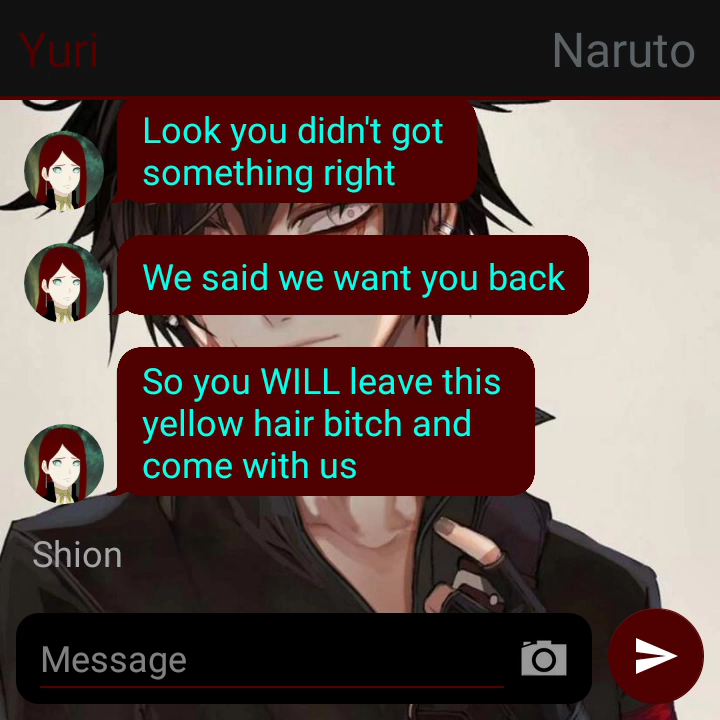 Yuri Naruto
Look you didn't got
something right
We said we want you back
So you WILL leave this
yellow hair bitch and
come with us
Shion
Message